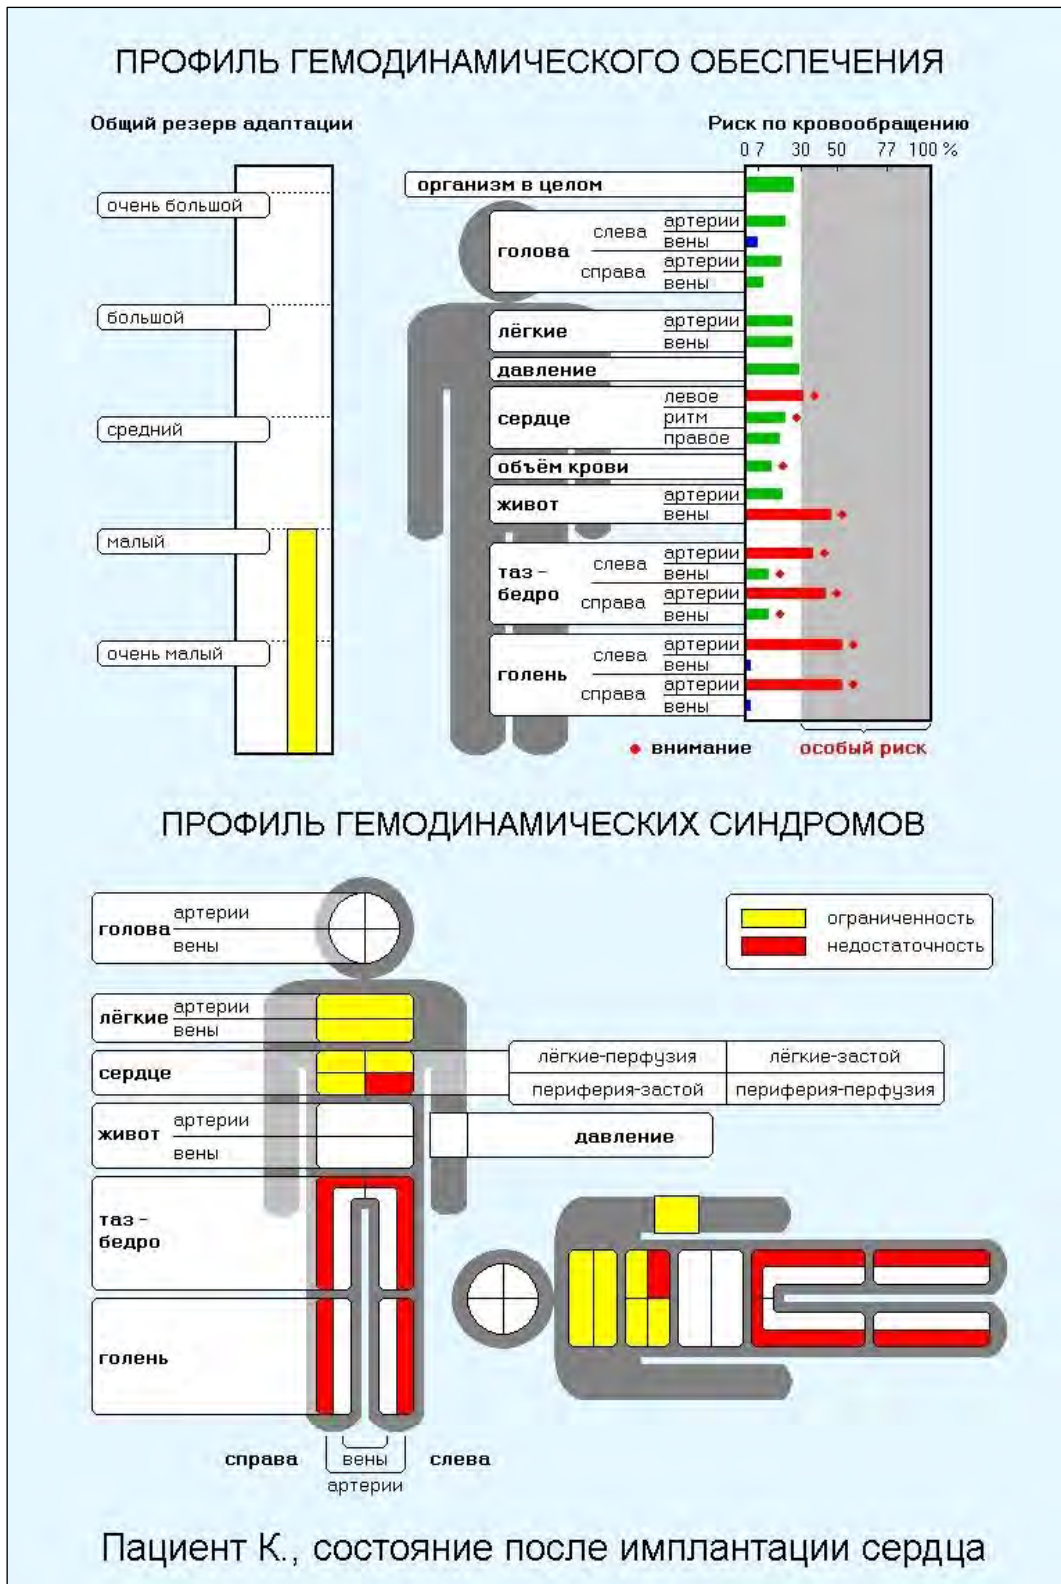 ПРОФИЛЬ ГЕМОДИНАМИЧЕСКОГО ОБЕСПЕЧЕНИЯ
Общий резерв адаптации
очень большой
большой
средний
малый
очень малый
Риск по кровообращению
0 7 30 50 77 100 %
организм в целом
голова
слева
артерии
вены
справа
артерии
вены
лёгкие
артерии
вены
давление
сердце
левое
ритм
правое
объём крови
живот
артерии
вены
таз -
бедро
слева
артерии
вены
справа
артерии
вены
голень
слева
артерии
вены
справа
артерии
вены
внимание
особый риск
ПРОФИЛЬ ГЕМОДИНАМИЧЕСКИХ СИНДРОМОВ
ограниченность
недостаточность
голова
артерии
вены
лёгкие
артерии
вены
сердце
лёгкие-перфузия
лёгкие-застой
периферия-застой
периферия-перфузия
живот
артерии
вены
давление
таз -
бедро
голень
справа
вены
слева
артерии
Пациент К., состояние после имплантации сердца